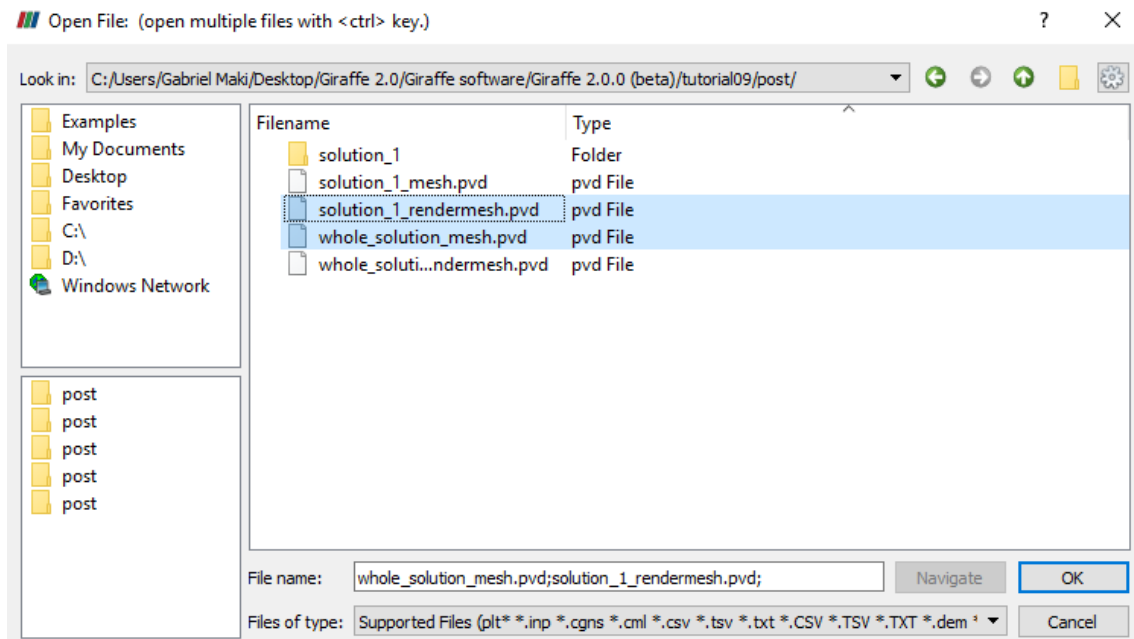 Open File: (open multiple files with <ctrl> key.)
?
Look in: C:/Users/Gabriel Maki/Desktop/Giraffe 2.0/Giraffe software/Giraffe 2.0.0 (beta)/tutorial09/post/
Examples
My Documents
Desktop
Favorites
C:\
D:\
Windows Network
post
post
post
post
post
Filename Type
solution_1 Folder
solution_1_mesh.pvd pvd File
solution_1_rendermesh.pvd pvd File
whole_solution_mesh.pvd pvd File
whole_soluti...ndermesh.pvd pvd File
File name: whole_solution_mesh.pvd;solution_1_rendermesh.pvd; Navigate OK
Files of type: Supported Files (plt* *.inp *.cgns *.cml *.csv *.tsv *.txt *.CSV *.TSV *.TXT *.dem * Cancel